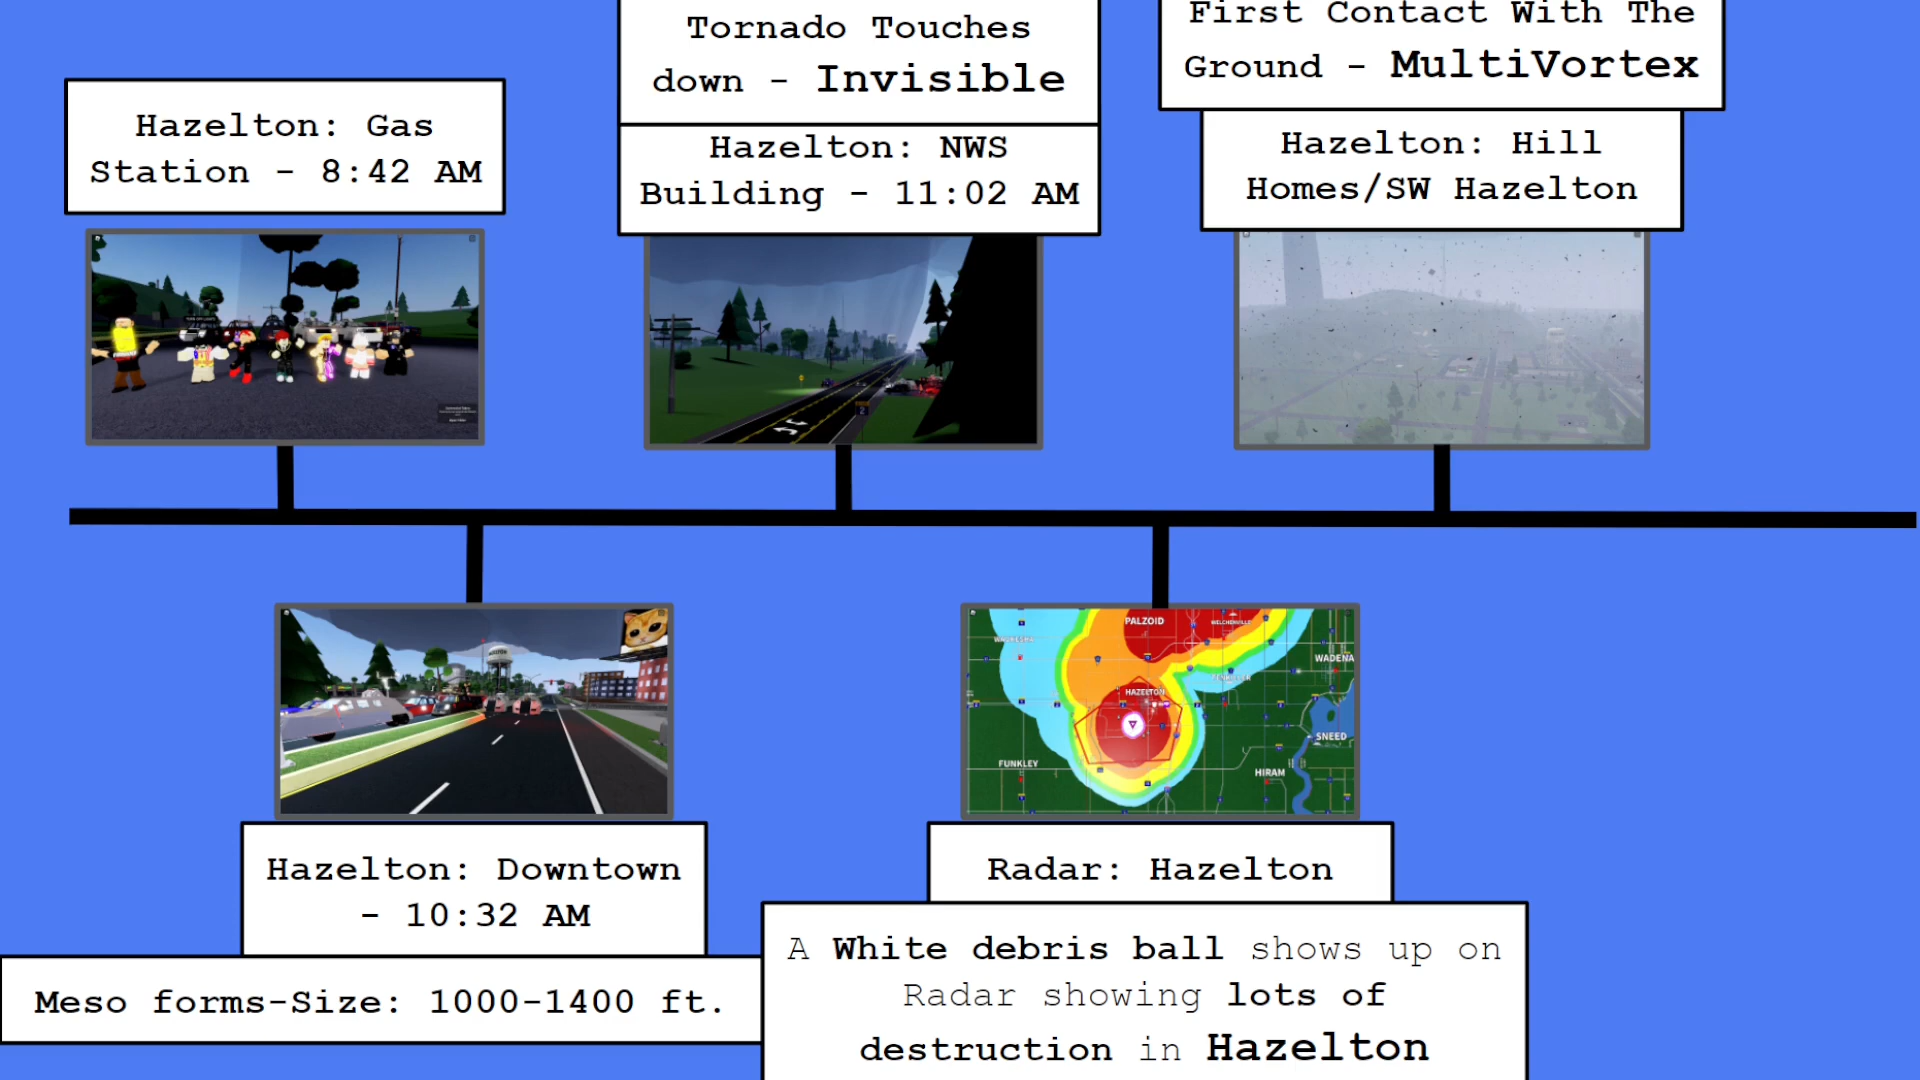 Hazelton: Gas
Station - 8:42 AM
Tornado Touches
down - Invisible
Hazelton: NWS
Building - 11:02 AM
First Contact With The
Ground - MultiVortex
Hazelton: Hill
Homes/SW Hazelton
Hazelton: Downtown
- 10:32 AM
Meso forms-Size: 1000-1400 ft.
PALZOID
WELCHENVILLE
WADENA
HAZELTON
FUNKLEY
SNEED
HIRAM
Radar: Hazelton
A White debris ball shows up on
Radar showing lots of
destruction in Hazelton